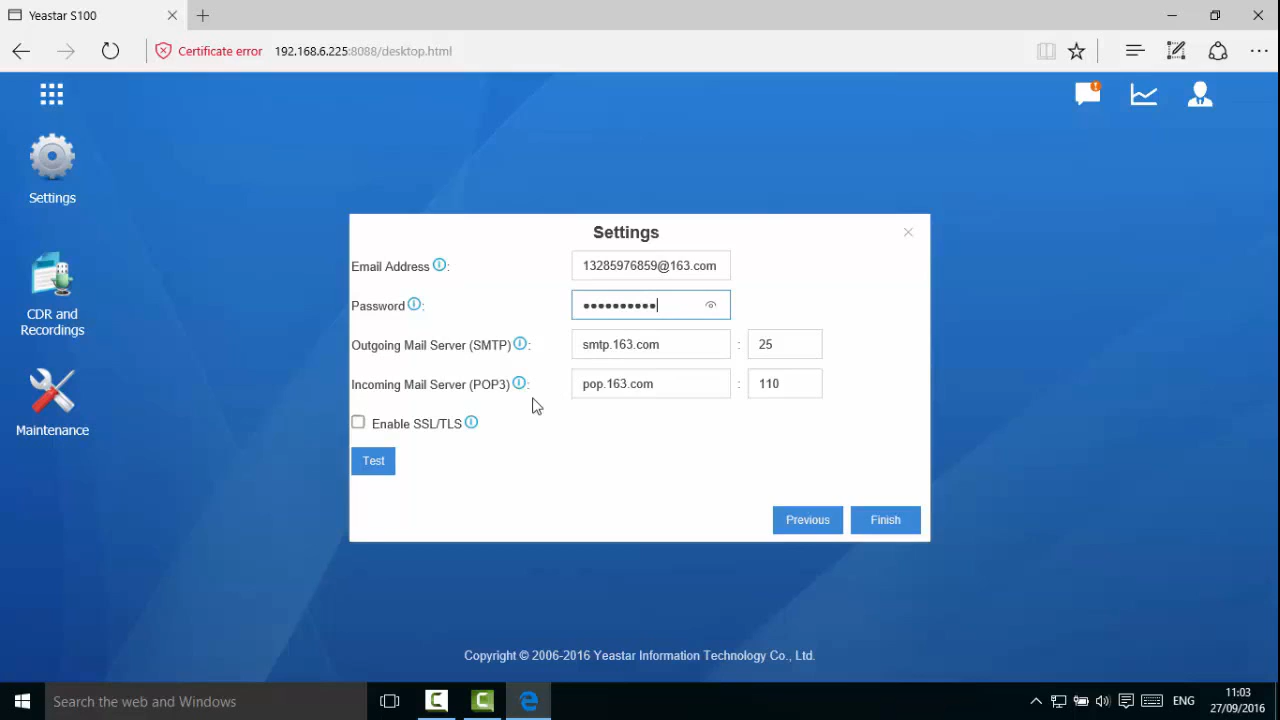 Yeastar S100
Certificate error 192.168.6.225:8088/desktop.html
Settings
CDR and
Recordings
Maintenance
Settings
Email Address : 13285976859@163.com
Password : ••••••••••
Outgoing Mail Server (SMTP) : smtp.163.com : 25
Incoming Mail Server (POP3) : pop.163.com : 110
Enable SSL/TLS
Test
Previous Finish
Copyright © 2006-2016 Yeastar Information Technology Co., Ltd.
Search the web and Windows
ENG
11:03
27/09/2016